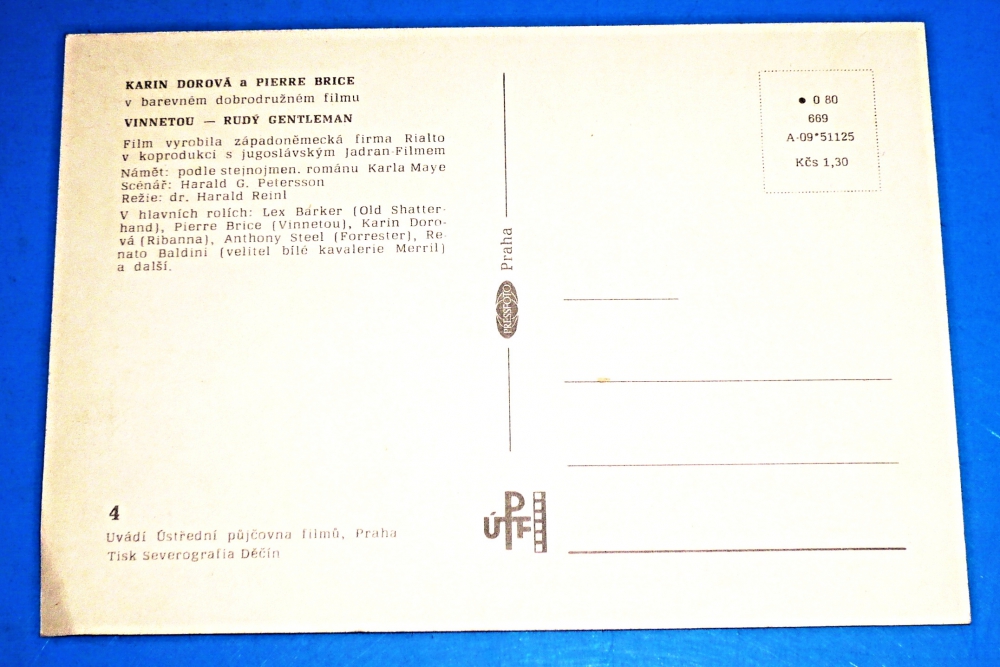 KARIN DOROVÁ a PIERRE BRICE
v barevném dobrodružném filmu
VINNETOU — RUDÝ GENTLEMAN
Film vyrobila západoněmecká firma Rialto
v koprodukci s jugoslávským Jadran-Filmem
Námět: podle stejnojmen. románu Karla Maye
Scénář: Harald G. Petersson
Režie: dr. Harald Reinl
V hlavních rolích: Lex Barker (Old Shatter-
hand), Pierre Brice (Vinnetou), Karin Doro-
vá (Ribanna), Anthony Steel (Forrester), Re-
nato Baldini (velitel bílé kavalerie Merril)
a další.
4
Uvádí Ústřední půjčovna filmů, Praha
Tisk Severografia Děčín
PRESSFOTO Praha
ÚPF
● 0 80
669
A-09*51125
Kčs 1,30